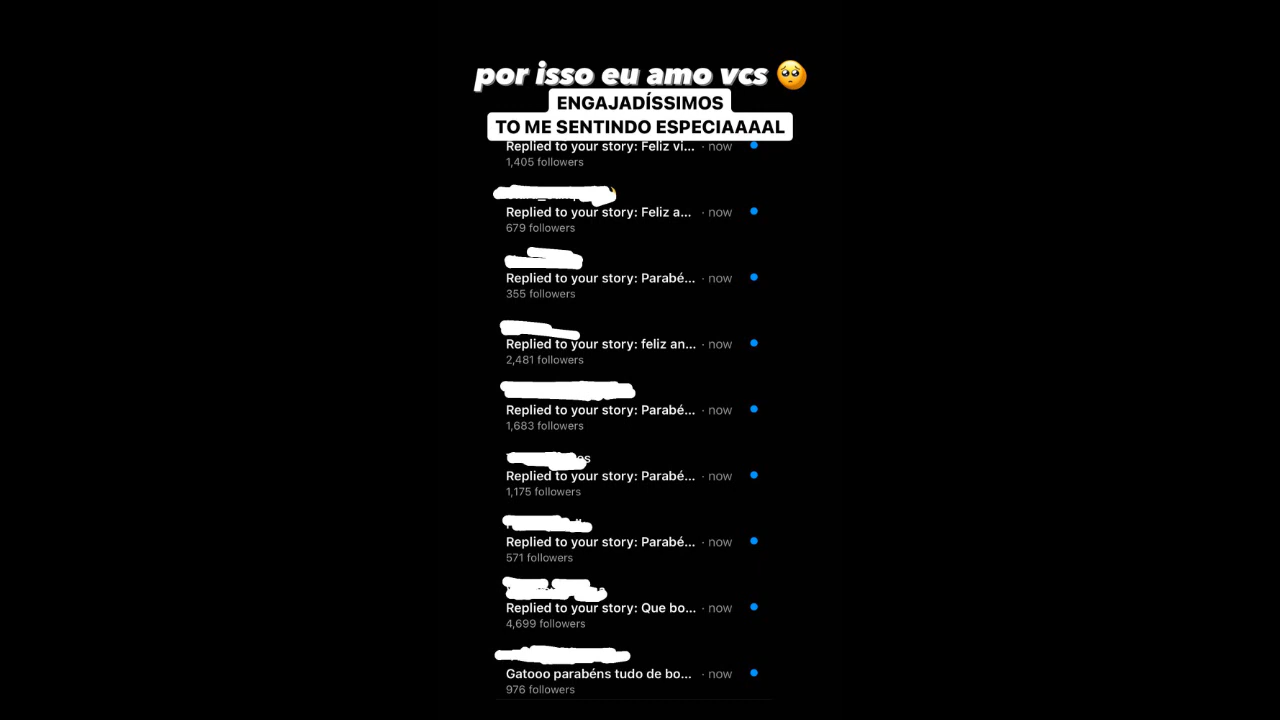 por isso eu amo vcs 🥺
ENGAJADÍSSIMOS
TO ME SENTINDO ESPECIAAAAL
Replied to your story: Feliz vi... · now
1,405 followers
Replied to your story: Feliz a... · now
679 followers
Replied to your story: Parabé... · now
355 followers
Replied to your story: feliz an... · now
2,481 followers
Replied to your story: Parabé... · now
1,683 followers
Replied to your story: Parabé... · now
1,175 followers
Replied to your story: Parabé... · now
571 followers
Replied to your story: Que bo... · now
4,699 followers
Gatooo parabéns tudo de bo... · now
976 followers